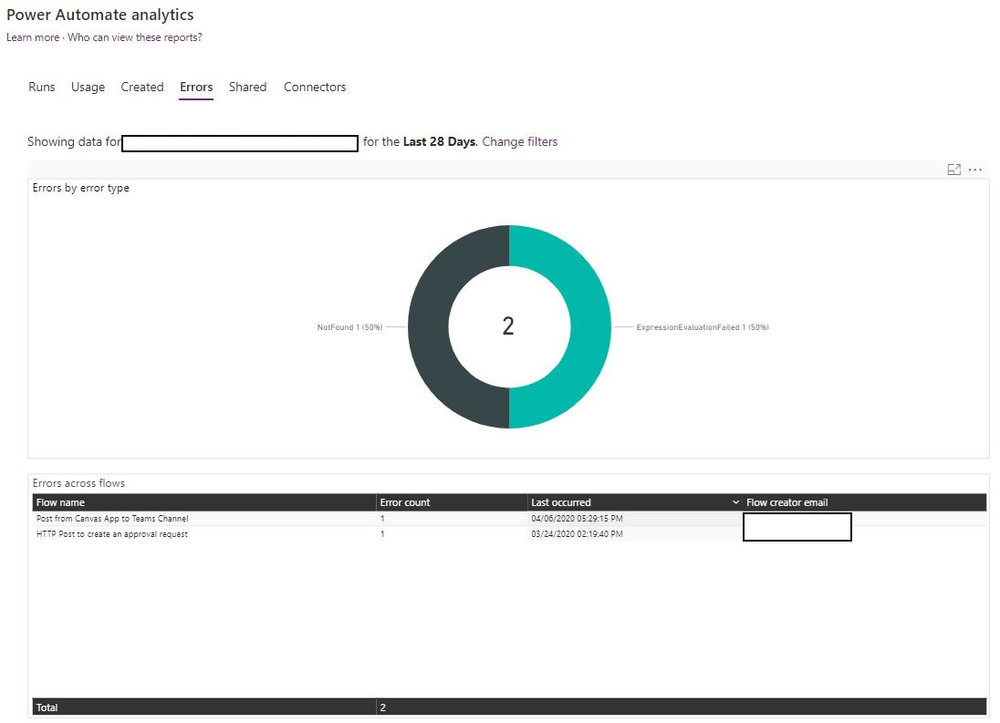 Power Automate analytics
Learn more · Who can view these reports?
Runs Usage Created Errors Shared Connectors
Showing data for for the Last 28 Days. Change filters
Errors by error type
2
NotFound 1 (50%)
ExpressionEvaluationFailed 1 (50%)
Errors across flows
Flow name Error count Last occurred Flow creator email
Post from Canvas App to Teams Channel 1 04/06/2020 05:29:15 PM
HTTP Post to create an approval request 1 03/24/2020 02:19:40 PM
Total 2